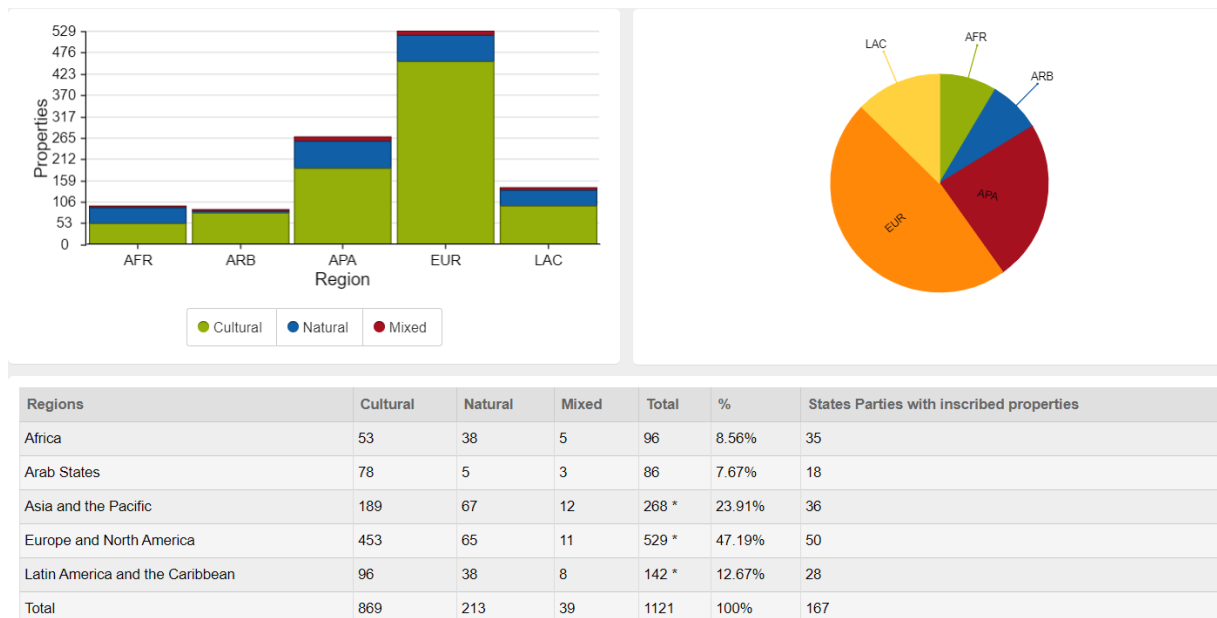 529
476
423
370
317
265
212
159
106
53
0
Properties
AFR ARB APA EUR LAC
Region
Cultural Natural Mixed
LAC AFR
ARB
APA
EUR
Regions Cultural Natural Mixed Total % States Parties with inscribed properties
Africa 53 38 5 96 8.56% 35
Arab States 78 5 3 86 7.67% 18
Asia and the Pacific 189 67 12 268 * 23.91% 36
Europe and North America 453 65 11 529 * 47.19% 50
Latin America and the Caribbean 96 38 8 142 * 12.67% 28
Total 869 213 39 1121 100% 167